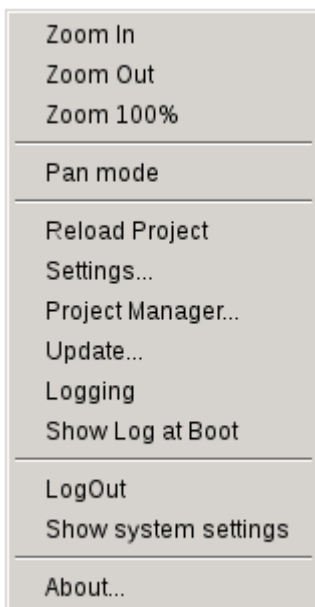 Zoom In
Zoom Out
Zoom 100%
Pan mode
Reload Project
Settings...
Project Manager...
Update...
Logging
Show Log at Boot
LogOut
Show system settings
About...